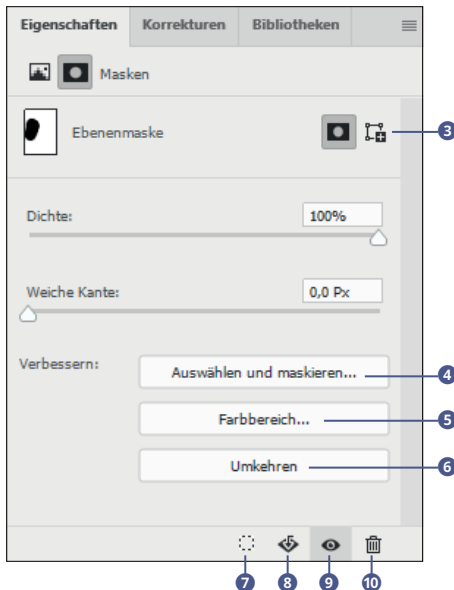 Eigenschaften Korrekturen Bibliotheken
Masken
Ebenenmaske
3
Dichte: 100%
Weiche Kante: 0,0 Px
Verbessern: Auswählen und maskieren... 4
Farbbereich... 5
Umkehren 6
7 8 9 10